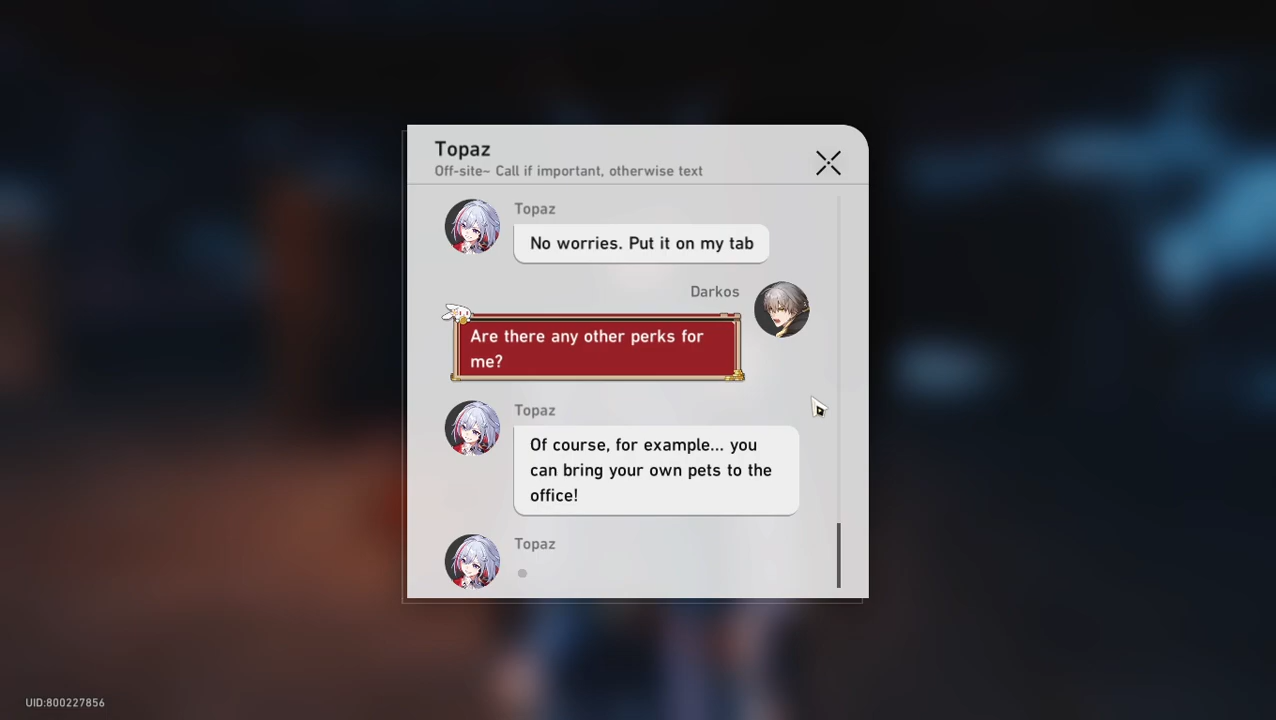 Topaz
Off-site~ Call if important, otherwise text
Topaz
No worries. Put it on my tab
Darkos
Are there any other perks for
me?
Topaz
Of course, for example... you
can bring your own pets to the
office!
Topaz
UID:800227856